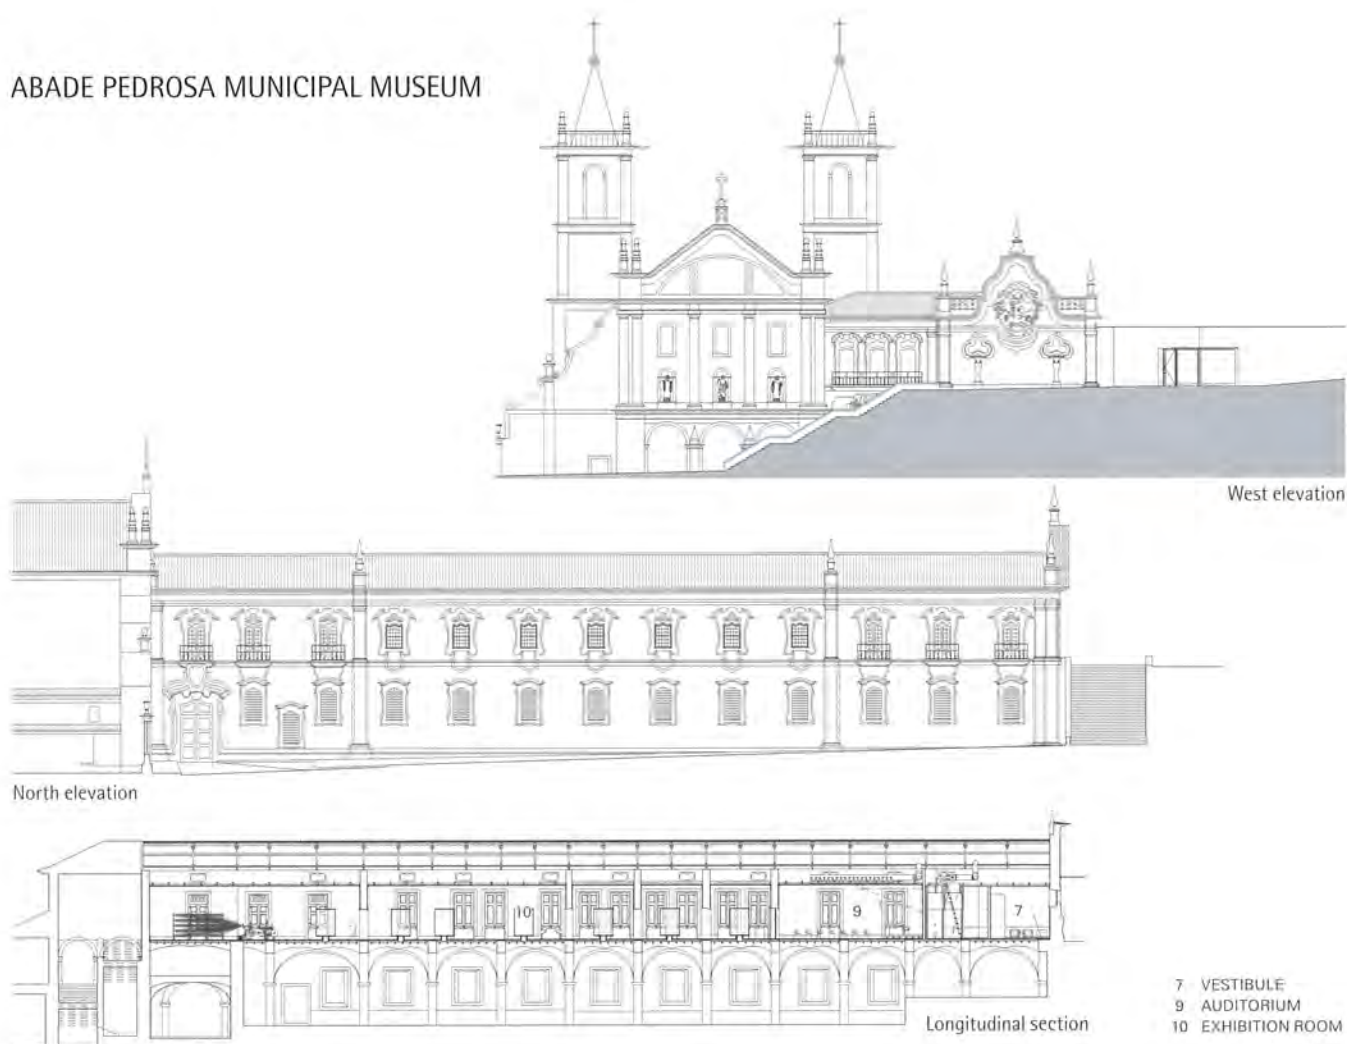 ABADE PEDROSA MUNICIPAL MUSEUM
West elevation
North elevation
10
9
7
Longitudinal section
7 VESTIBULE
9 AUDITORIUM
10 EXHIBITION ROOM